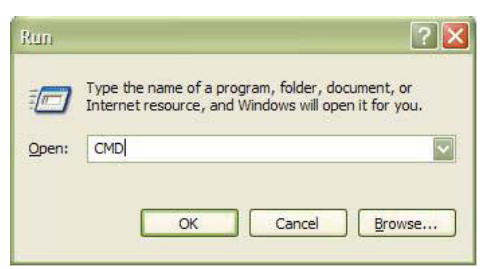 Run
Type the name of a program, folder, document, or
Internet resource, and Windows will open it for you.
Open: CMD
OK Cancel Browse...